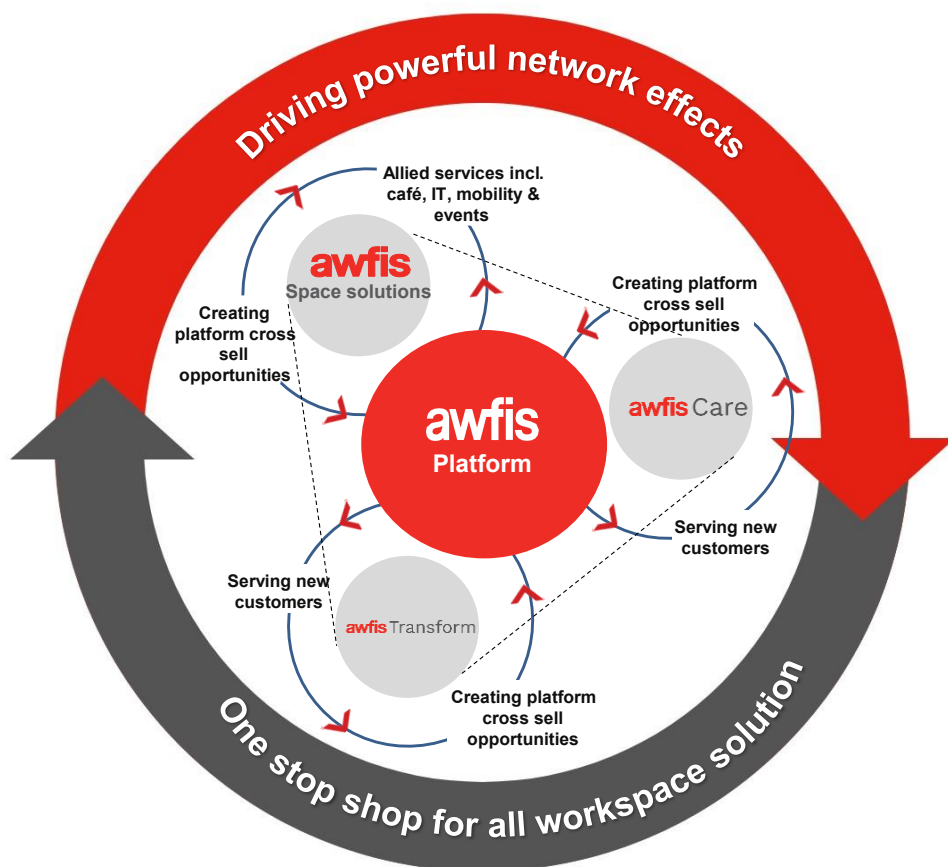 Driving powerful network effects
Allied services incl.
café, IT, mobility &
events
awfis
Space solutions
Creating
platform cross
sell
opportunities
Creating platform
cross sell
opportunities
awfis Care
awfis
Platform
Serving new
customers
Serving new
customers
awfis Transform
Creating platform
cross sell
opportunities
One stop shop for all workspace solution